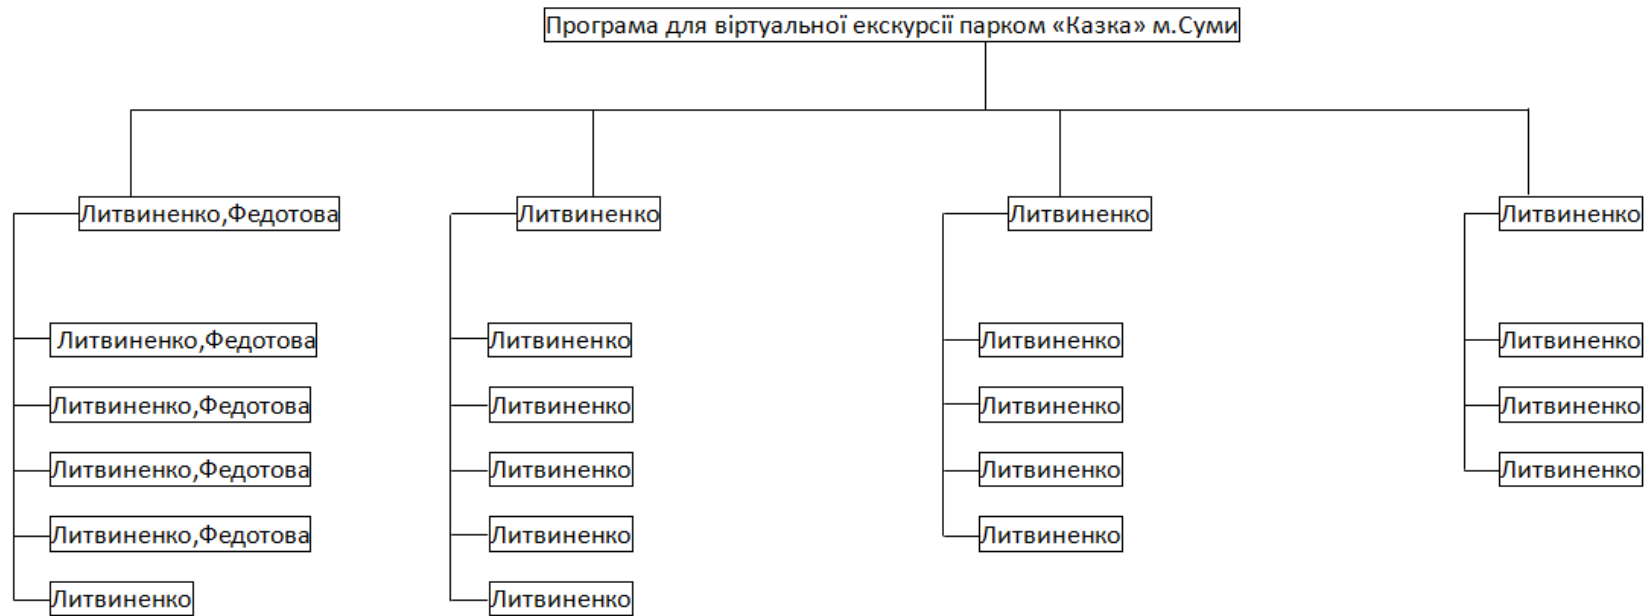 Програма для віртуальної екскурсії парком «Казка» м.Суми
Литвиненко,Федотова
Литвиненко
Литвиненко
Литвиненко
Литвиненко,Федотова
Литвиненко
Литвиненко
Литвиненко
Литвиненко,Федотова
Литвиненко
Литвиненко
Литвиненко
Литвиненко,Федотова
Литвиненко
Литвиненко
Литвиненко
Литвиненко,Федотова
Литвиненко
Литвиненко
Литвиненко
Литвиненко